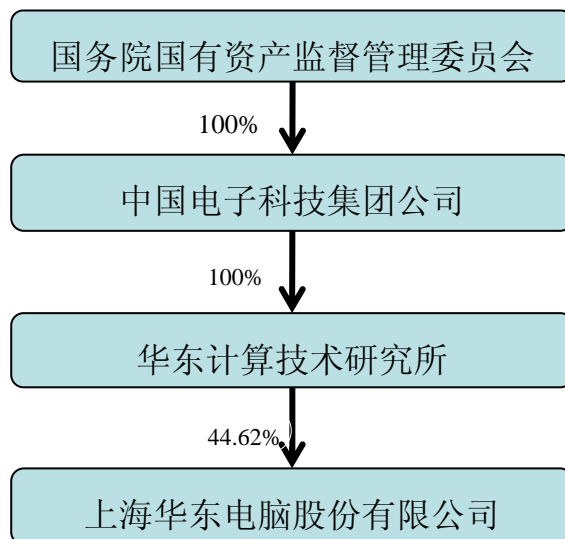 国务院国有资产监督管理委员会
100%
中国电子科技集团公司
100%
华东计算技术研究所
44.62%
上海华东电脑股份有限公司